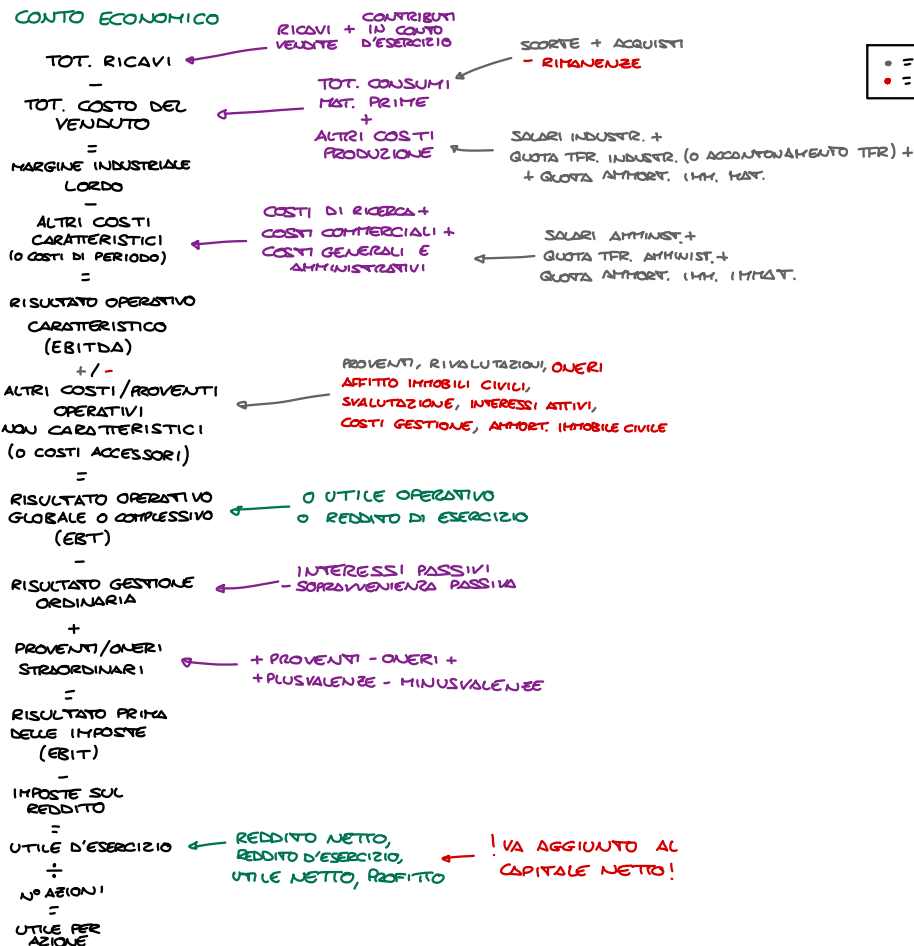 CONTO ECONOMICO
TOT. RICAVI
RICAVI + CONTRIBUTI
VENDITE IN CONTO
D'ESERCIZIO
-
TOT. COSTO DEL
VENDUTO
TOT. CONSUMI
MAT. PRIME
+
ALTRI COSTI
PRODUZIONE
SCORTE + ACQUISTI
- RIMANENZE
• =
• =
SALARI INDUSTR. +
QUOTA TFR. INDUSTR. (O ACCANTONAMENTO TFR) +
+ QUOTA AMMORT. IMM. MAT.
=
MARGINE INDUSTRIALE
LORDO
-
ALTRI COSTI
CARATTERISTICI
(O COSTI DI PERIODO)
COSTI DI RICERCA +
COSTI COMMERCIALI +
COSTI GENERALI E
AMMINISTRATIVI
SALARI AMMINIST. +
QUOTA TFR. AMMINIST. +
QUOTA AMMORT. IMM. IMMAT.
=
RISULTATO OPERATIVO
CARATTERISTICO
(EBITDA)
+ / -
ALTRI COSTI/PROVENTI
OPERATIVI
NON CARATTERISTICI
(O COSTI ACCESSORI)
PROVENTI, RIVALUTAZIONI, ONERI
AFFITTO IMMOBILI CIVILI,
SVALUTAZIONE, INTERESSI ATTIVI,
COSTI GESTIONE, AMMORT. IMMOBILE CIVILE
=
RISULTATO OPERATIVO
GLOBALE O COMPLESSIVO
(EBT)
O UTILE OPERATIVO
O REDDITO DI ESERCIZIO
-
RISULTATO GESTIONE
ORDINARIA
INTERESSI PASSIVI
- SOPRAVVENIENZA PASSIVA
+
PROVENTI/ONERI
STRAORDINARI
+ PROVENTI - ONERI +
+ PLUSVALENZE - MINUSVALENZE
=
RISULTATO PRIMA
DELLE IMPOSTE
(EBIT)
-
IMPOSTE SUL
REDDITO
=
UTILE D'ESERCIZIO
REDDITO NETTO,
REDDITO D'ESERCIZIO,
UTILE NETTO, PROFITTO
! VA AGGIUNTO AL
CAPITALE NETTO!
÷
N° AZIONI
=
UTILE PER
AZIONE